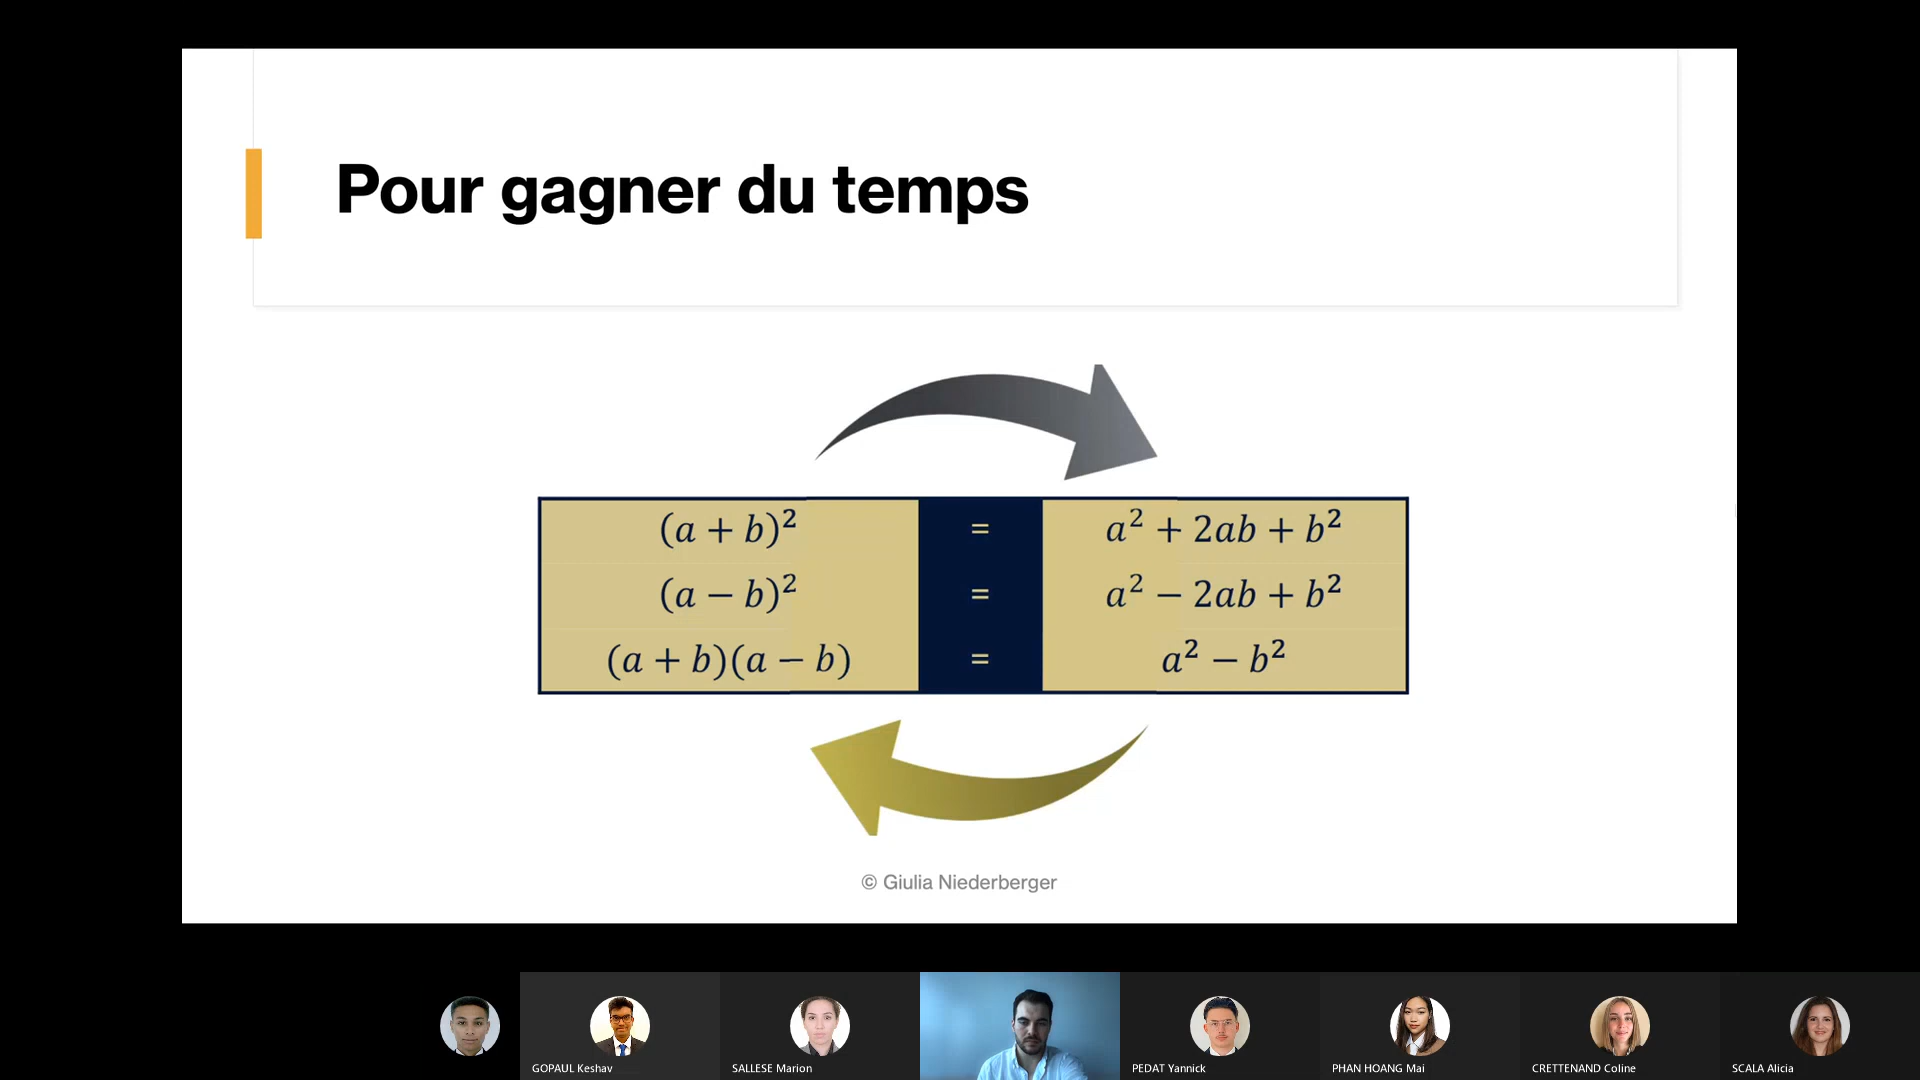 Pour gagner du temps
(a + b)² = a² + 2ab + b²
(a − b)² = a² − 2ab + b²
(a + b)(a − b) = a² − b²
© Giulia Niederberger
GOPAUL Keshav
SALLESE Marion
PEDAT Yannick
PHAN HOANG Mai
CRETTENAND Coline
SCALA Alicia